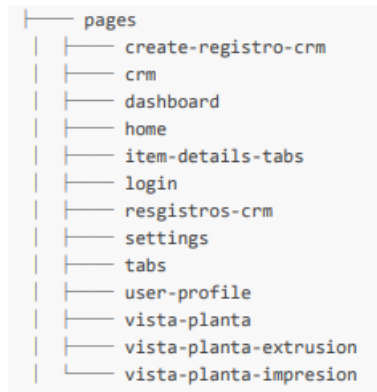 ├── pages
│ ├── create-registro-crm
│ ├── crm
│ ├── dashboard
│ ├── home
│ ├── item-details-tabs
│ ├── login
│ ├── resgistros-crm
│ ├── settings
│ ├── tabs
│ ├── user-profile
│ ├── vista-planta
│ ├── vista-planta-extrusion
│ └── vista-planta-impresion